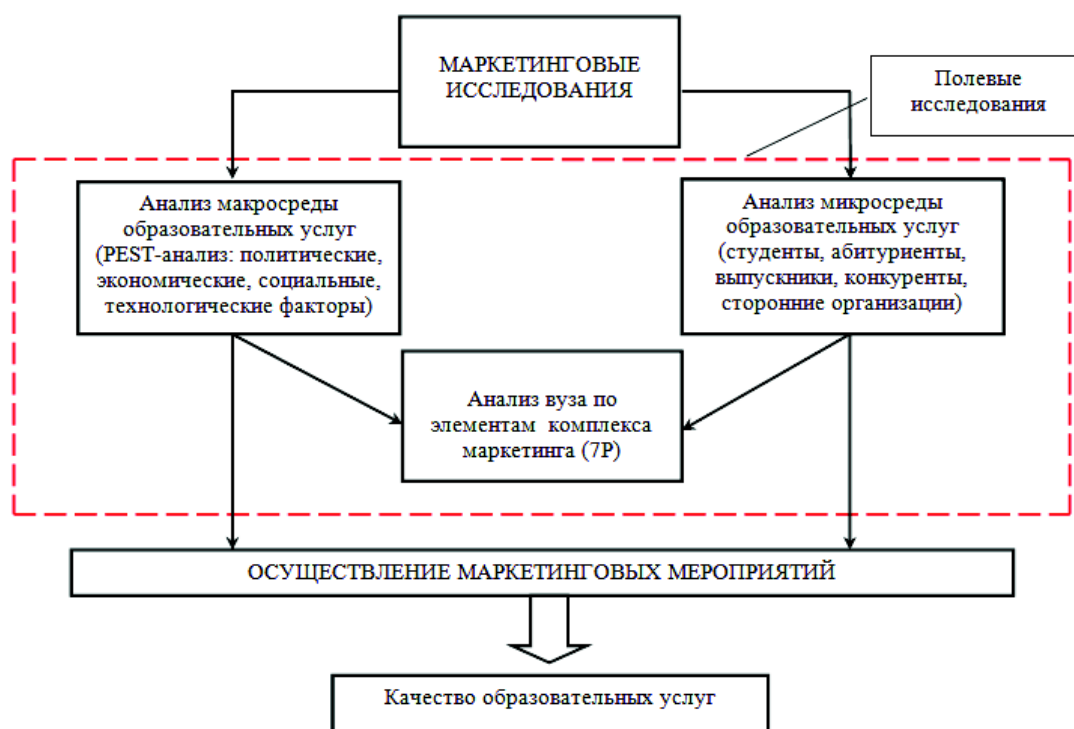 МАРКЕТИНГОВЫЕ
ИССЛЕДОВАНИЯ
Полевые
исследования
Анализ макросреды
образовательных услуг
(PEST-анализ: политические,
экономические, социальные,
технологические факторы)
Анализ микросреды
образовательных услуг
(студенты, абитуриенты,
выпускники, конкуренты,
сторонние организации)
Анализ вуза по
элементам комплекса
маркетинга (7P)
ОСУЩЕСТВЛЕНИЕ МАРКЕТИНГОВЫХ МЕРОПРИЯТИЙ
Качество образовательных услуг